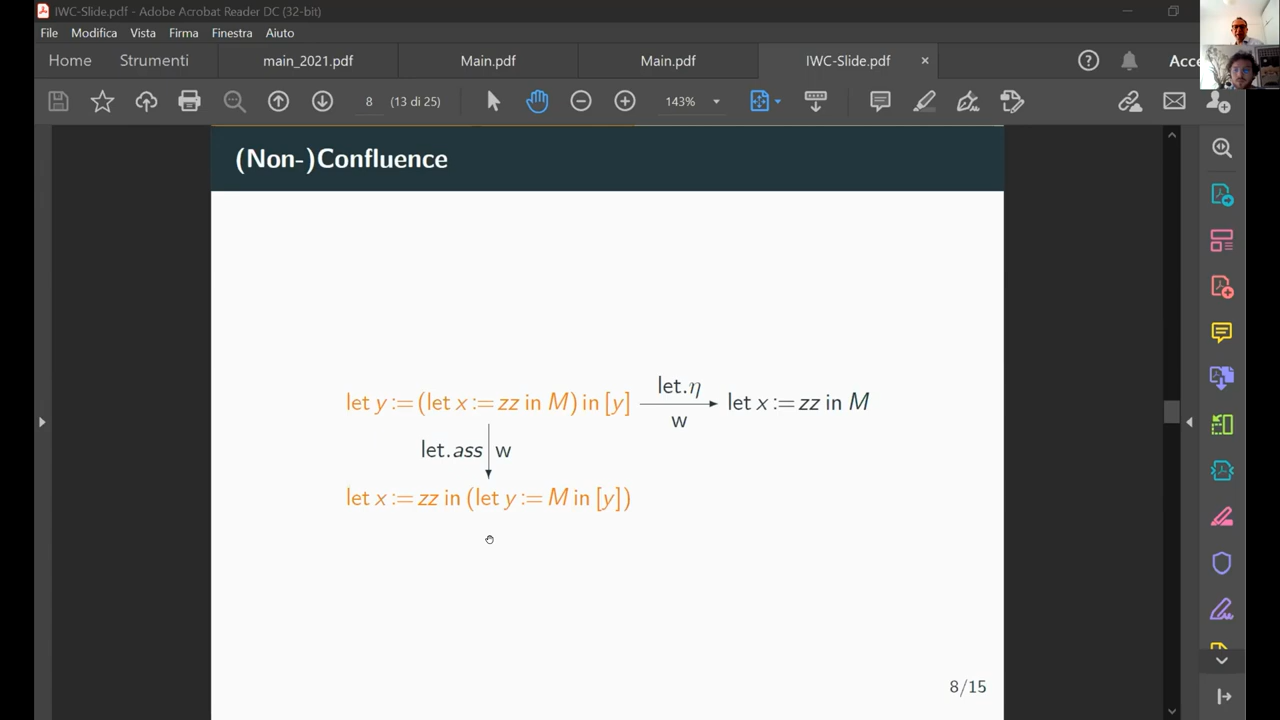 IWC-Slide.pdf - Adobe Acrobat Reader DC (32-bit)
File Modifica Vista Firma Finestra Aiuto
Home Strumenti main_2021.pdf Main.pdf Main.pdf IWC-Slide.pdf × Acce
8 (13 di 25) 143%
(Non-)Confluence
let y := (let x := zz in M) in [y] let.η w let x := zz in M
let.ass w
let x := zz in (let y := M in [y])
8/15